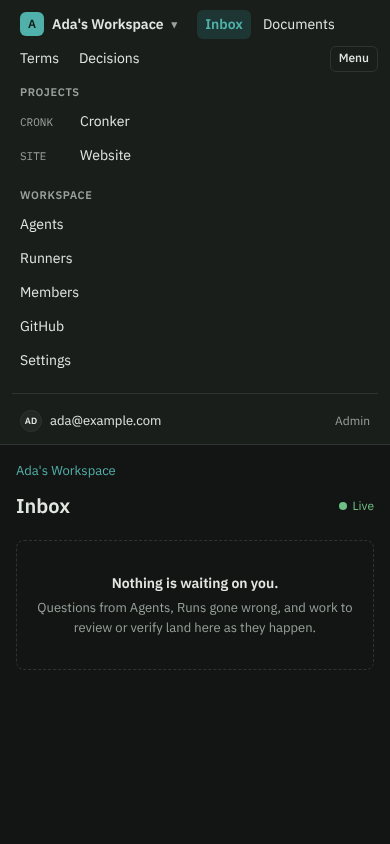 A Ada's Workspace ▾ Inbox Documents
Terms Decisions Menu
PROJECTS
CRONK Cronker
SITE Website
WORKSPACE
Agents
Runners
Members
GitHub
Settings
AD ada@example.com Admin
Ada's Workspace
Inbox Live
Nothing is waiting on you.
Questions from Agents, Runs gone wrong, and work to
review or verify land here as they happen.